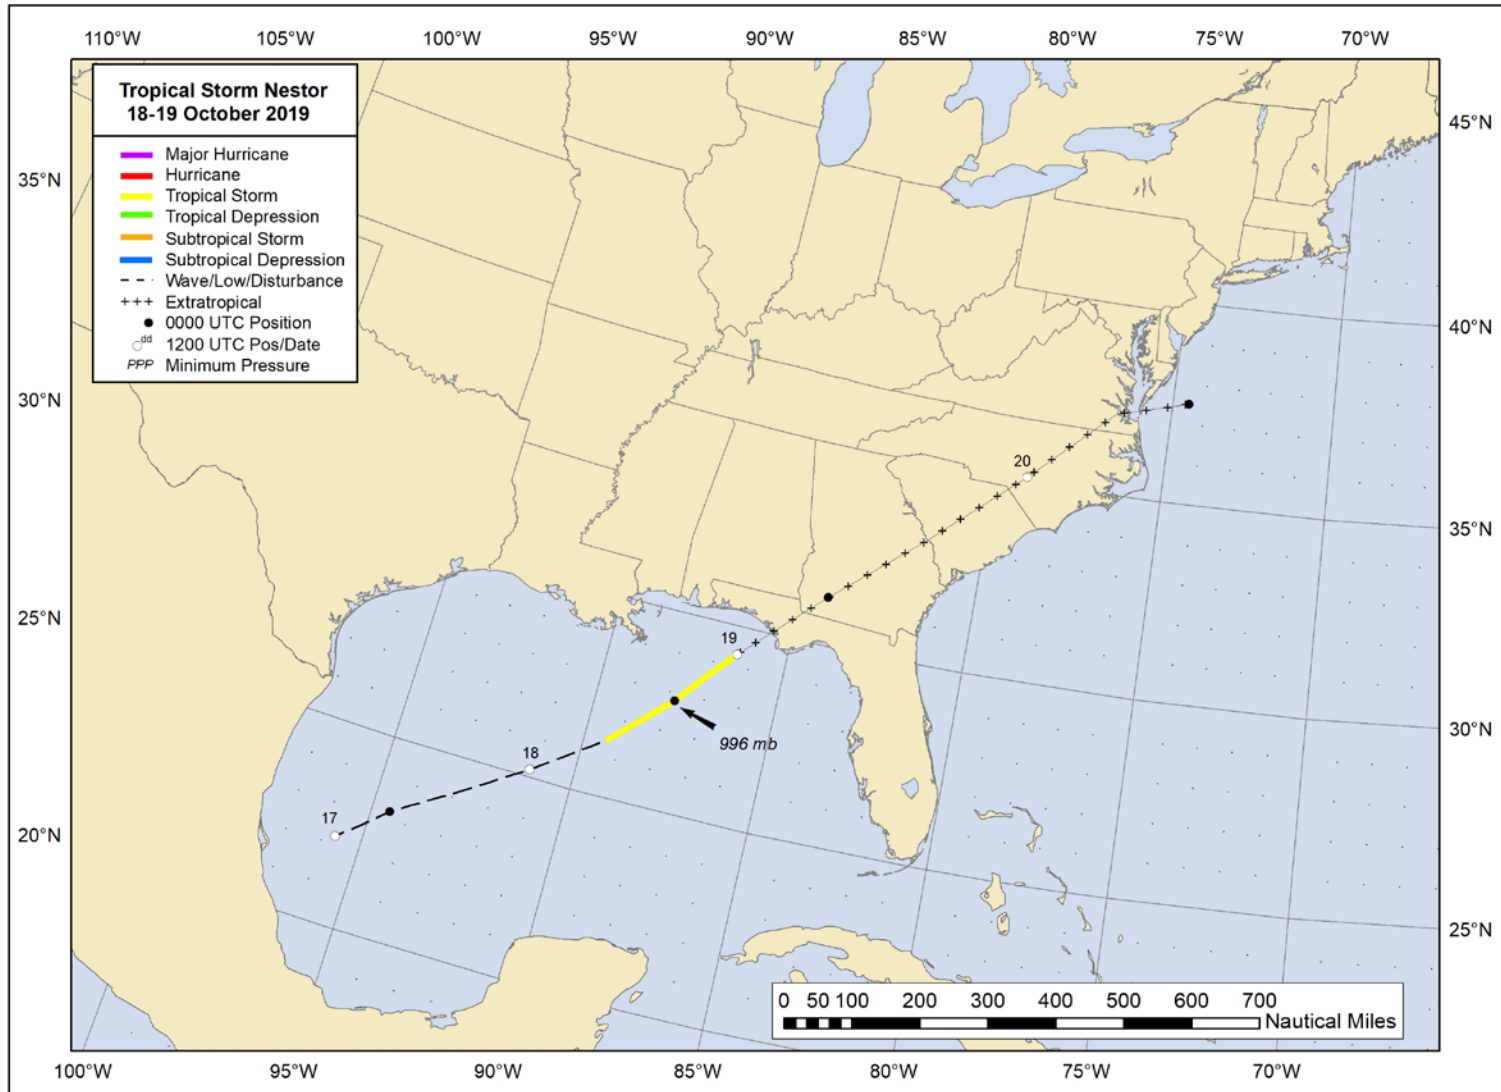 110°W 105°W 100°W 95°W 90°W 85°W 80°W 75°W 70°W
Tropical Storm Nestor
18-19 October 2019
Major Hurricane
Hurricane
Tropical Storm
Tropical Depression
Subtropical Storm
Subtropical Depression
Wave/Low/Disturbance
+++ Extratropical
0000 UTC Position
dd 1200 UTC Pos/Date
PPP Minimum Pressure
45°N
35°N
40°N
30°N
20
35°N
25°N
19
30°N
996 mb
18
17
20°N
25°N
0 50 100 200 300 400 500 600 700
Nautical Miles
100°W 95°W 90°W 85°W 80°W 75°W 70°W